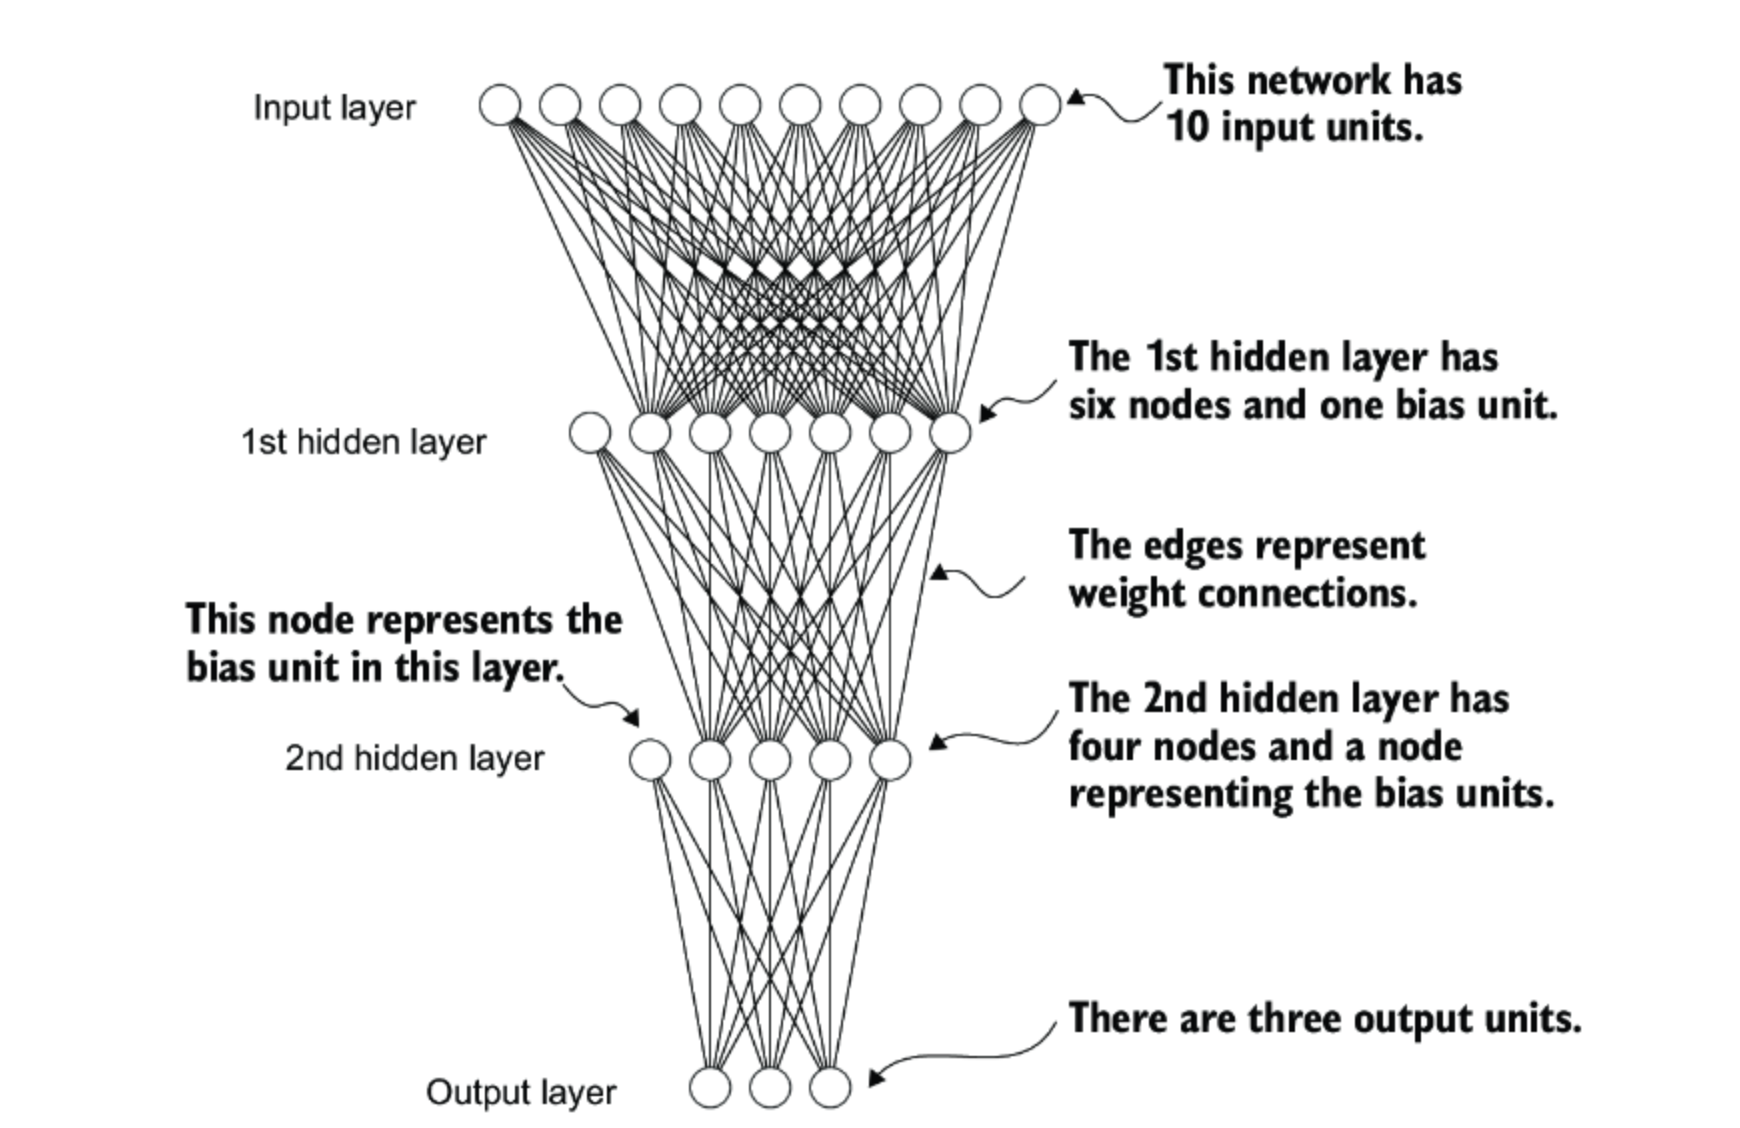 Input layer
This network has
10 input units.
The 1st hidden layer has
six nodes and one bias unit.
1st hidden layer
The edges represent
weight connections.
This node represents the
bias unit in this layer.
The 2nd hidden layer has
four nodes and a node
representing the bias units.
2nd hidden layer
There are three output units.
Output layer